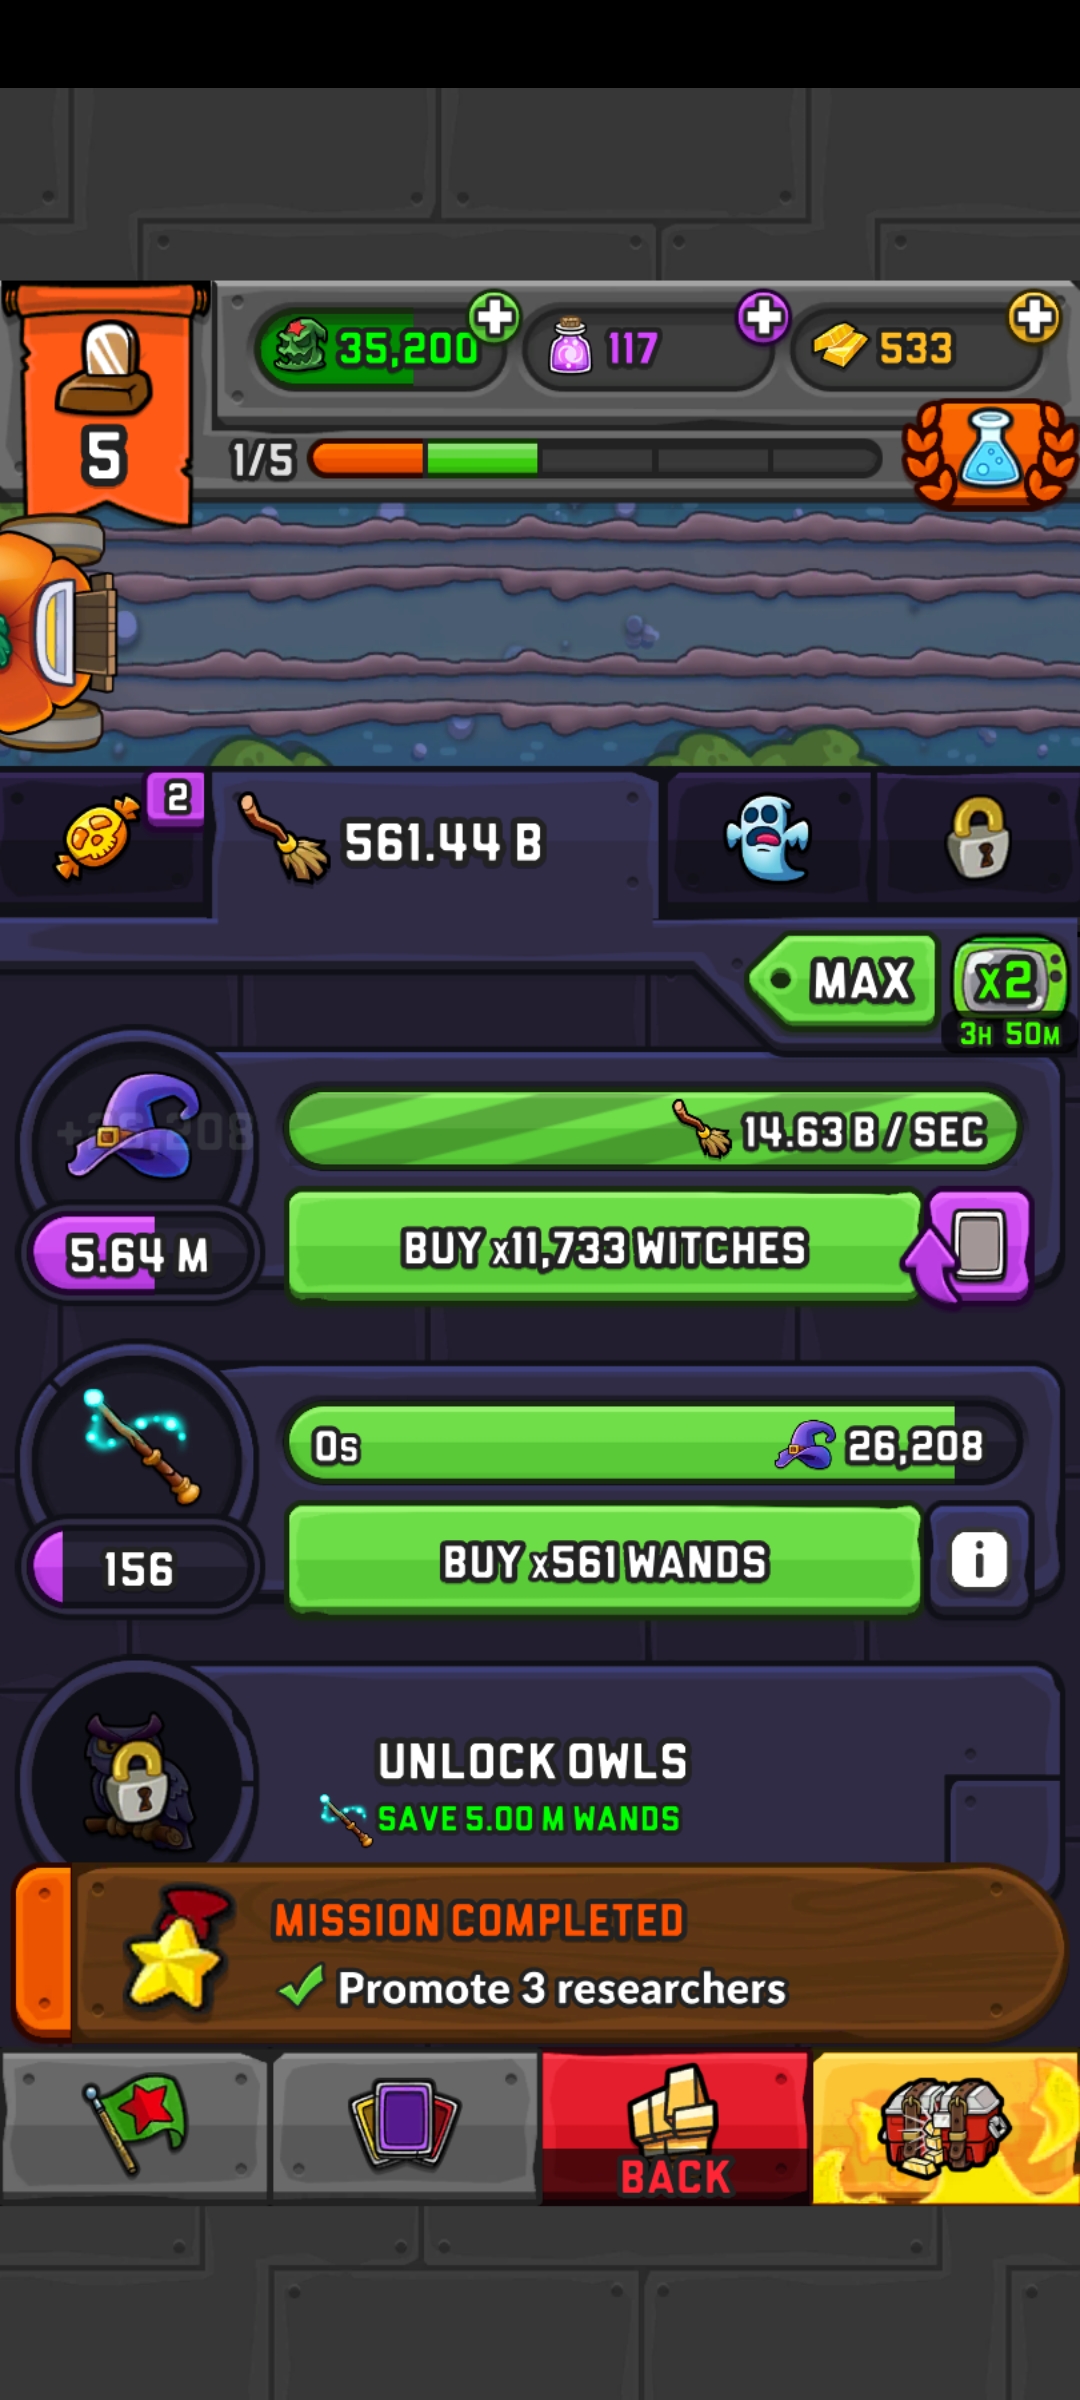 35,200
117
533
5
1/5
2
561.44 B
MAX
x2
3H 50M
14.63 B / SEC
5.64 M
BUY x11,733 WITCHES
0s
26,208
156
BUY x561 WANDS
i
UNLOCK OWLS
SAVE 5.00 M WANDS
MISSION COMPLETED
Promote 3 researchers
BACK